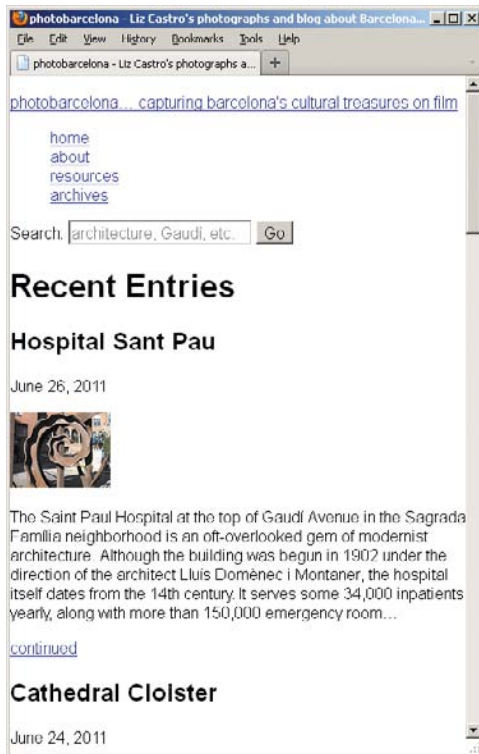 photobarcelona - Liz Castro's photographs and blog about Barcelona...
File Edit View History Bookmarks Tools Help
photobarcelona - Liz Castro's photographs a... +
photobarcelona... capturing barcelona's cultural treasures on film
home
about
resources
archives
Search: architecture, Gaudí, etc. Go
Recent Entries
Hospital Sant Pau
June 26, 2011
The Saint Paul Hospital at the top of Gaudí Avenue in the Sagrada
Família neighborhood is an oft-overlooked gem of modernist
architecture. Although the building was begun in 1902 under the
direction of the architect Lluís Domènec i Montaner, the hospital
itself dates from the 14th century. It serves some 34,000 inpatients
yearly, along with more than 150,000 emergency room...
continued
Cathedral Cloister
June 24, 2011